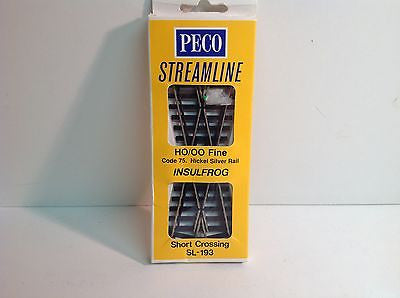 PECO
STREAMLINE
HO/OO Fine
Code 75. Nickel Silver Rail
INSULFROG
Short Crossing
SL-193